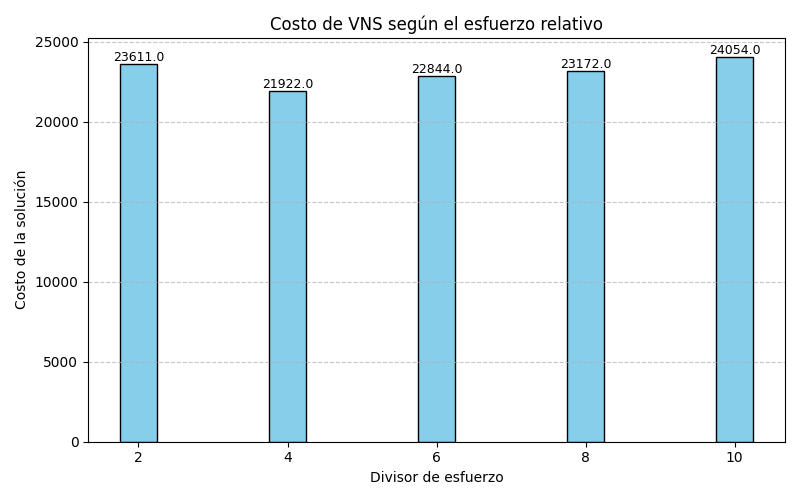 Costo de VNS según el esfuerzo relativo
25000
20000
15000
10000
5000
0
Costo de la solución
23611.0
21922.0
22844.0
23172.0
24054.0
2 4 6 8 10
Divisor de esfuerzo